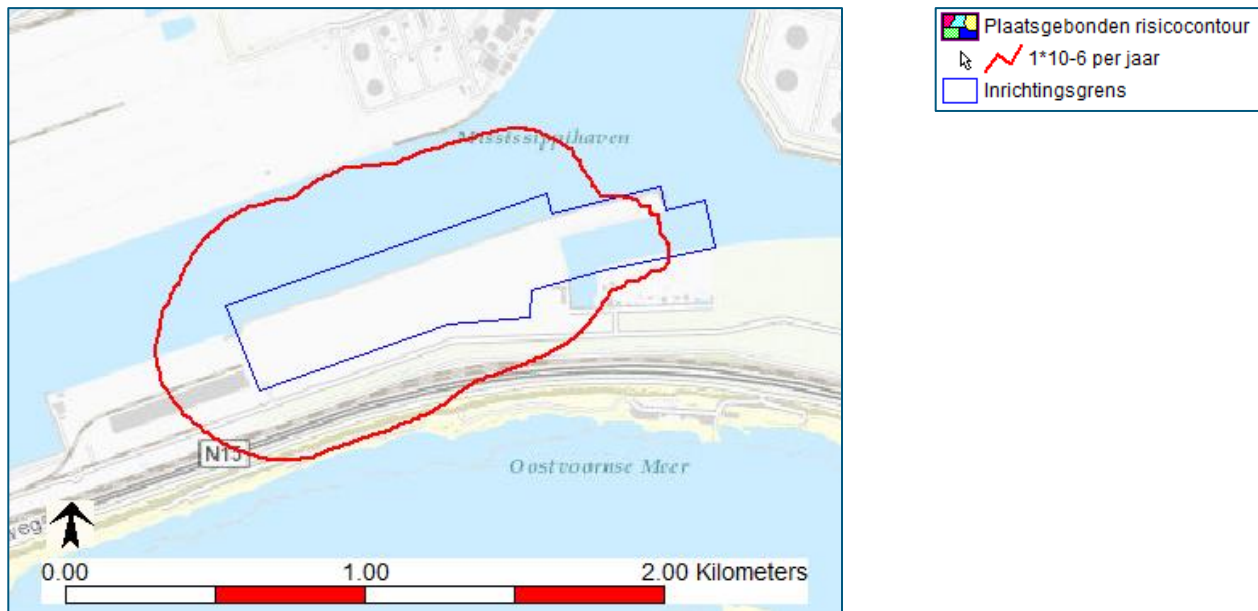 Mississippihaven
N15
Oostvoornse Meer
0.00 1.00 2.00 Kilometers
Plaatsgebonden risicocontour
1*10-6 per jaar
Inrichtingsgrens